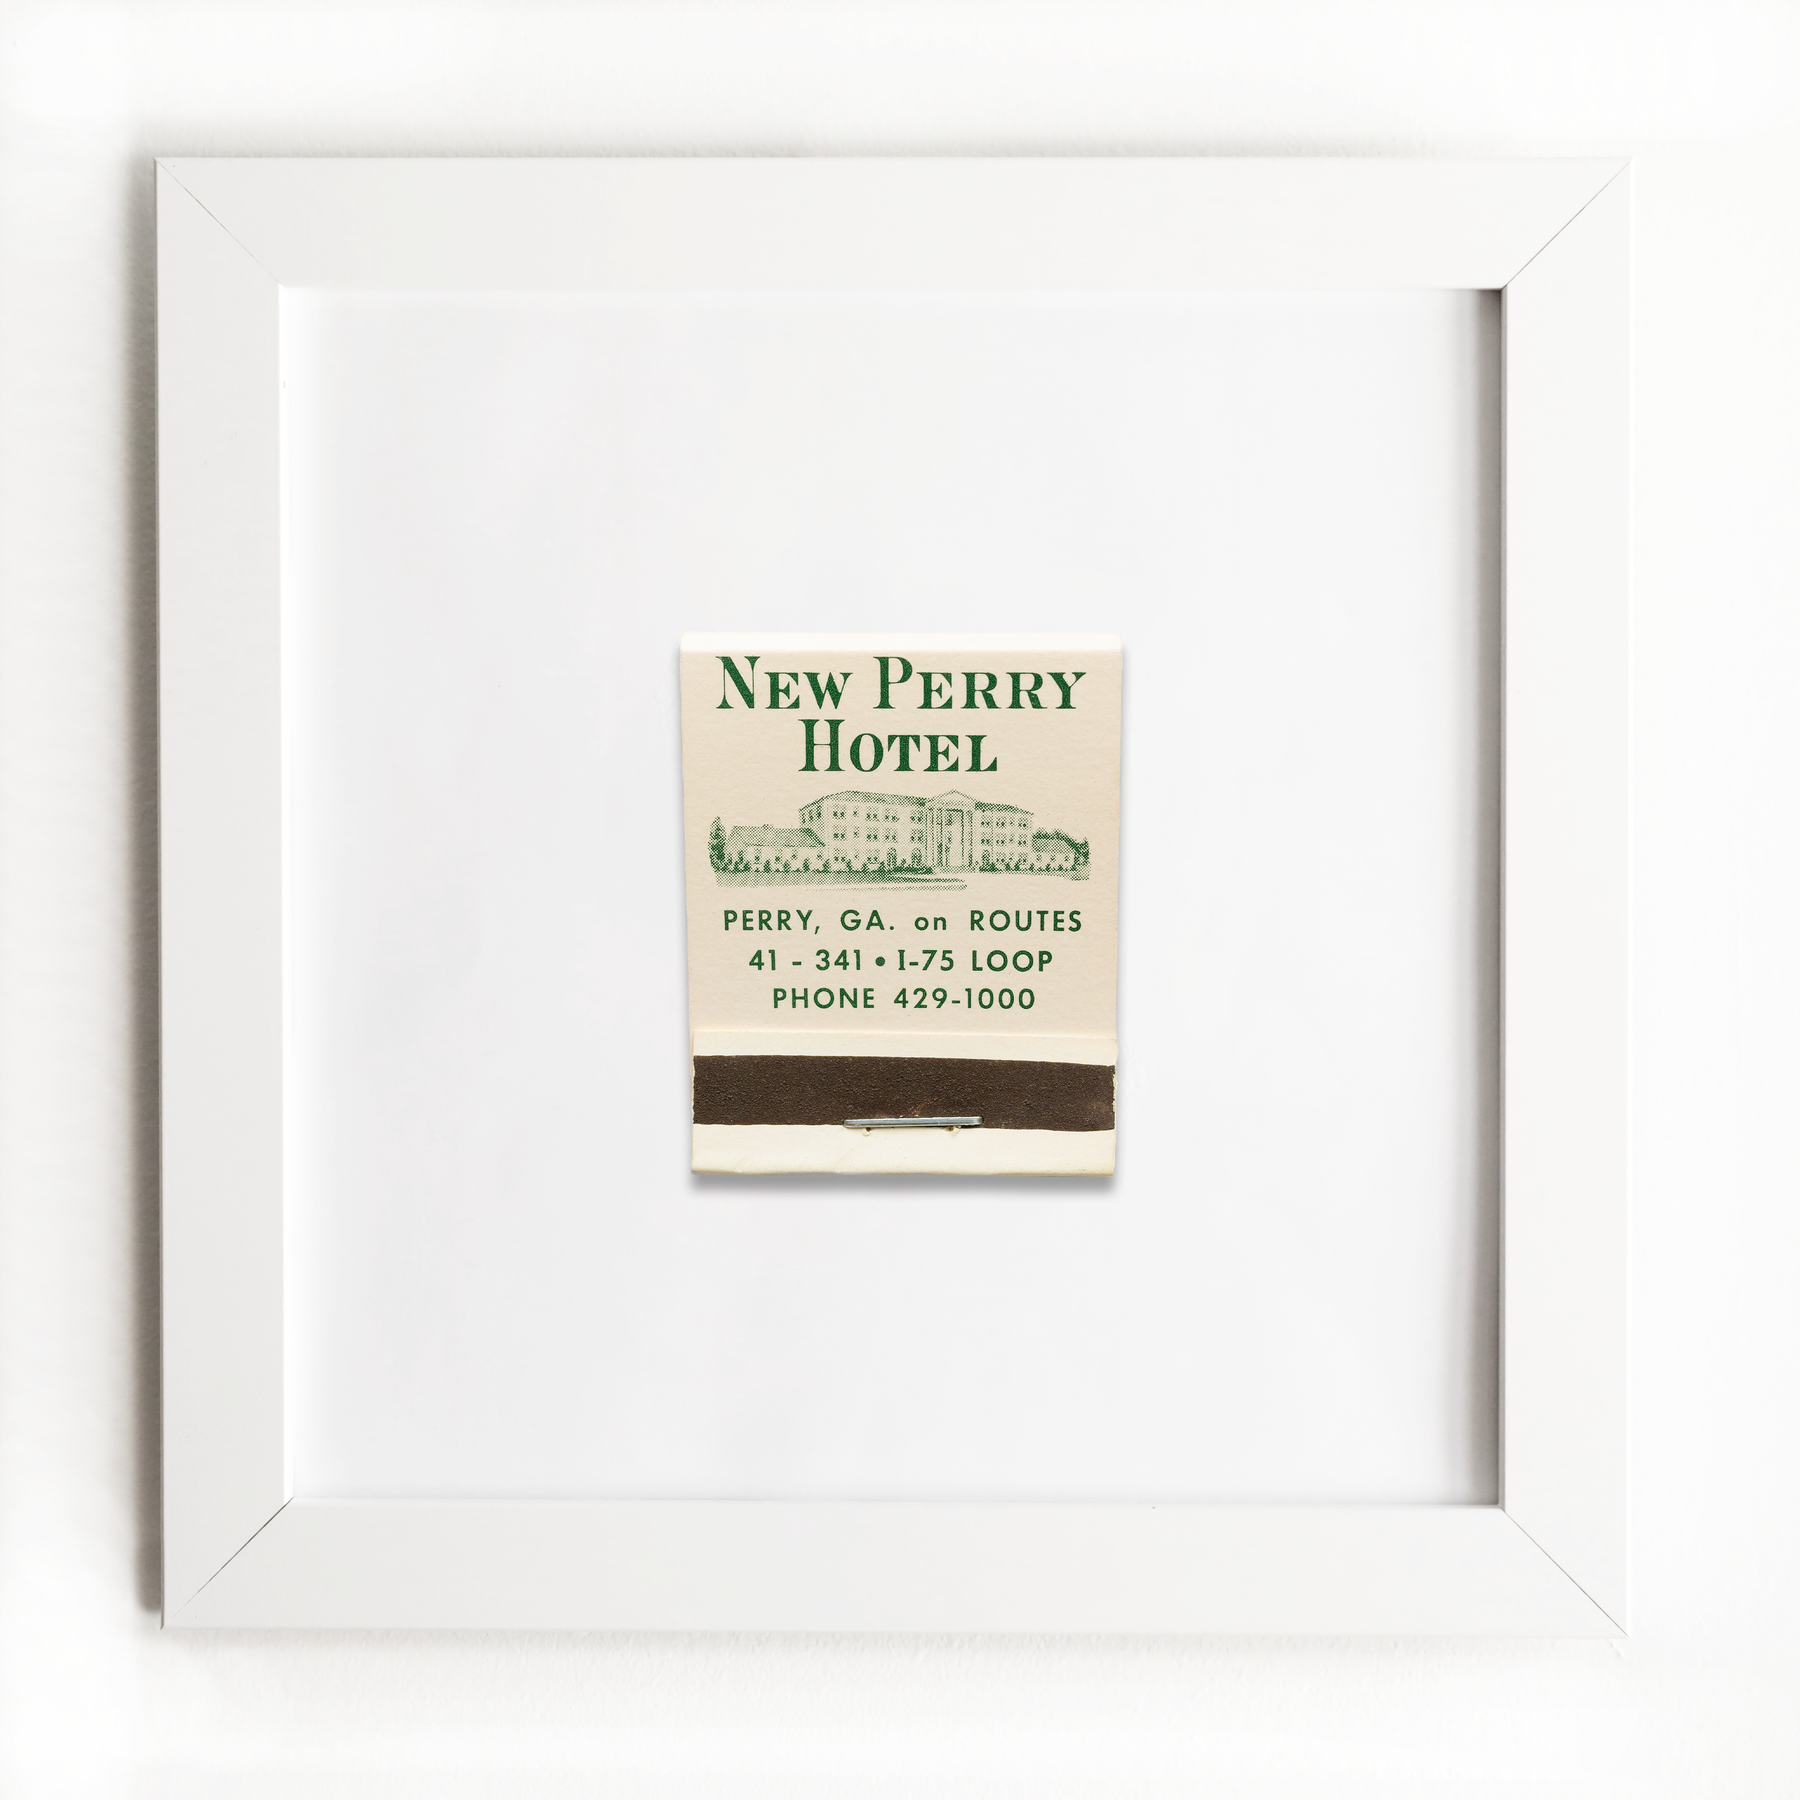 NEW PERRY
HOTEL
PERRY, GA. on ROUTES
41 - 341 • I-75 LOOP
PHONE 429-1000